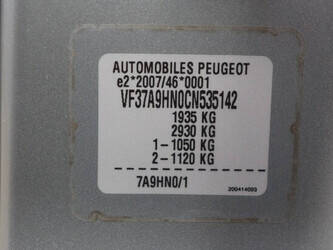 AUTOMOBILES PEUGEOT
e2*2007/46*0001
VF37A9HN0CN535142
1935 KG
2930 KG
1-1050 KG
2-1120 KG
7A9HN0/1